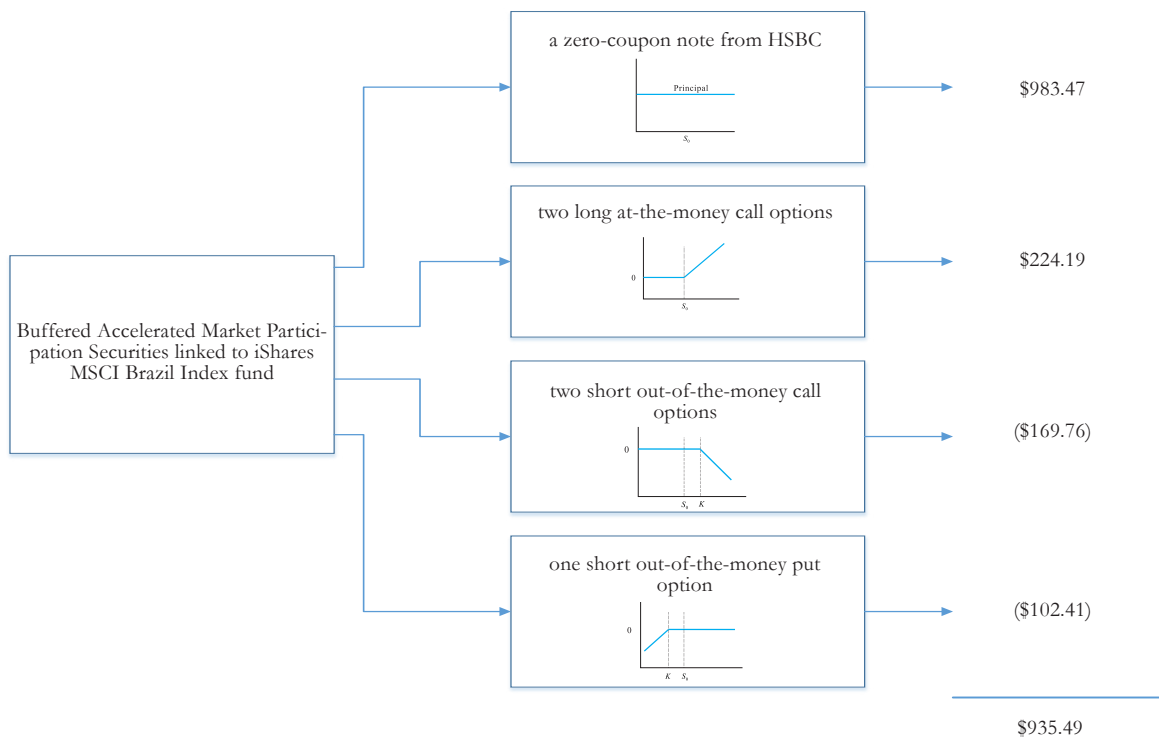 Buffered Accelerated Market Partici-
pation Securities linked to iShares
MSCI Brazil Index fund
a zero-coupon note from HSBC
Principal
S₀
$983.47
two long at-the-money call options
0
S₀
$224.19
two short out-of-the-money call
options
0
S₀ K
($169.76)
one short out-of-the-money put
option
0
K S₀
($102.41)
$935.49